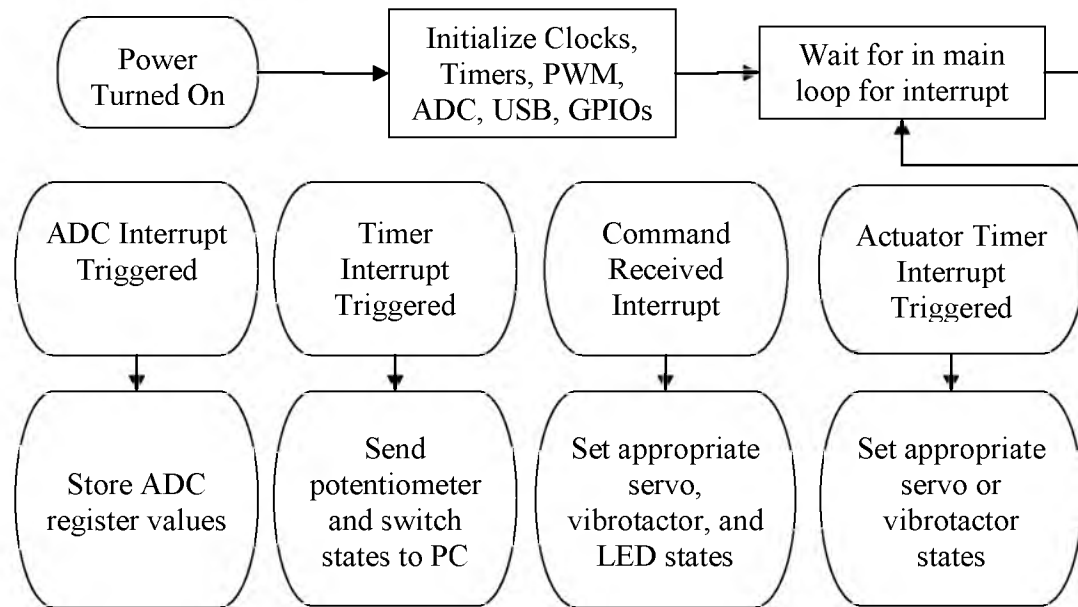 Power
Turned On
Initialize Clocks,
Timers, PWM,
ADC, USB, GPIOs
Wait for in main
loop for interrupt
ADC Interrupt
Triggered
Timer
Interrupt
Triggered
Command
Received
Interrupt
Actuator Timer
Interrupt
Triggered
Store ADC
register values
Send
potentiometer
and switch
states to PC
Set appropriate
servo,
vibrotactor, and
LED states
Set appropriate
servo or
vibrotactor
states